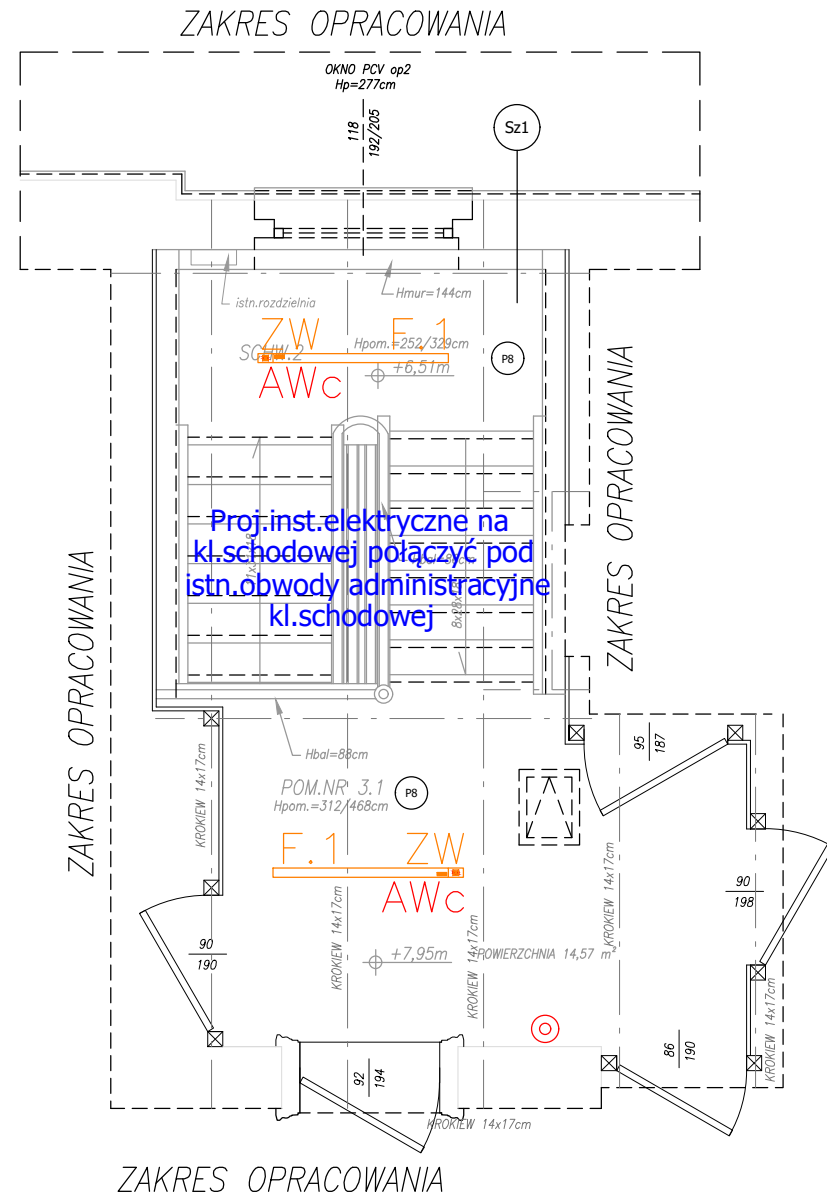 ZAKRES OPRACOWANIA
OKNO PCV op2
Hp=277cm
118
192/205
Sz1
Hmur=144cm
istn.rozdzielnia
ZW F.1
SCHW.2
Hpom.=252/329cm
P8
+6,51m
AWc
ZAKRES OPRACOWANIA
Proj.inst.elektryczne na
kl.schodowej połączyć pod
istn.obwody administracyjne
kl.schodowej
ZAKRES OPRACOWANIA
95
187
Hbal=88cm
KROKIEW 14x17cm
POM.NR 3.1
P8
Hpom.=312/468cm
F.1 ZW
AWc
KROKIEW 14x17cm
90
198
KROKIEW 14x17cm
KROKIEW 14x17cm
90
190
+7,95m
POWIERZCHNIA 14,57 m²
KROKIEW 14x17cm
86
190
92
194
KROKIEW 14x17cm
ZAKRES OPRACOWANIA